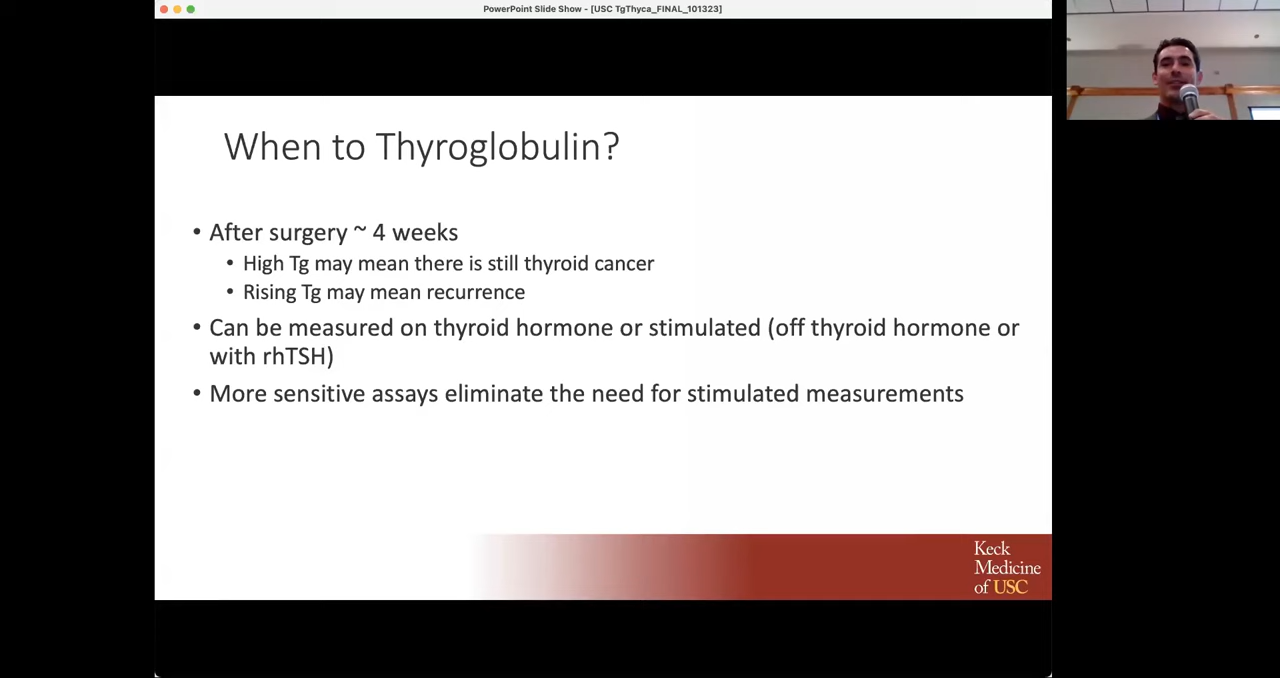 PowerPoint Slide Show - [USC TgThyca_FINAL_101323]
When to Thyroglobulin?
• After surgery ~ 4 weeks
• High Tg may mean there is still thyroid cancer
• Rising Tg may mean recurrence
• Can be measured on thyroid hormone or stimulated (off thyroid hormone or
with rhTSH)
• More sensitive assays eliminate the need for stimulated measurements
Keck
Medicine
of USC